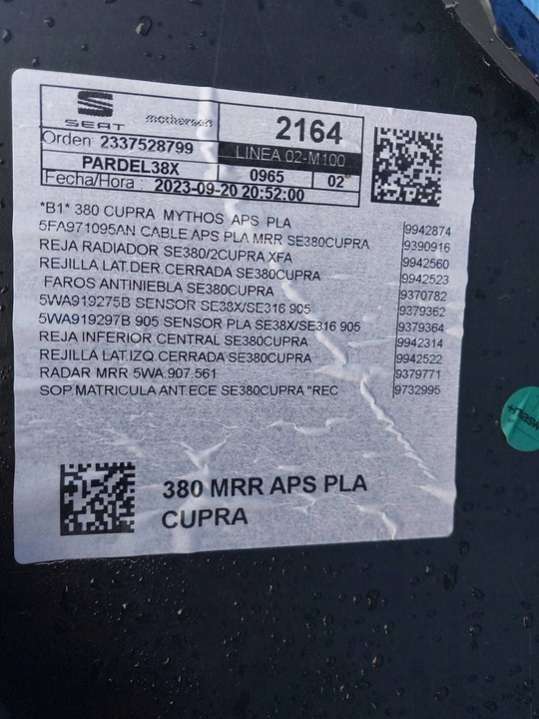 SEAT
motherson
2164
Orden: 2337528799
LINEA 02-M100
PARDEL38X
0965
02
Fecha/Hora : 2023-09-20 20:52:00
*B1* 380 CUPRA MYTHOS APS PLA 9942874
5FA971095AN CABLE APS PLA MRR SE380CUPRA 9390916
REJA RADIADOR SE380/2CUPRA XFA 9942560
REJILLA LAT.DER.CERRADA SE380CUPRA 9942523
FAROS ANTINIEBLA SE380CUPRA 9370782
5WA919275B SENSOR SE38X/SE316 905 9379362
5WA919297B 905 SENSOR PLA SE38X/SE316 905 9379364
REJA INFERIOR CENTRAL SE380CUPRA 9942314
REJILLA LAT.IZQ.CERRADA SE380CUPRA 9942522
RADAR MRR 5WA.907.561 9379771
SOP.MATRICULA ANT ECE SE380CUPRA "REC 9732995
380 MRR APS PLA
CUPRA